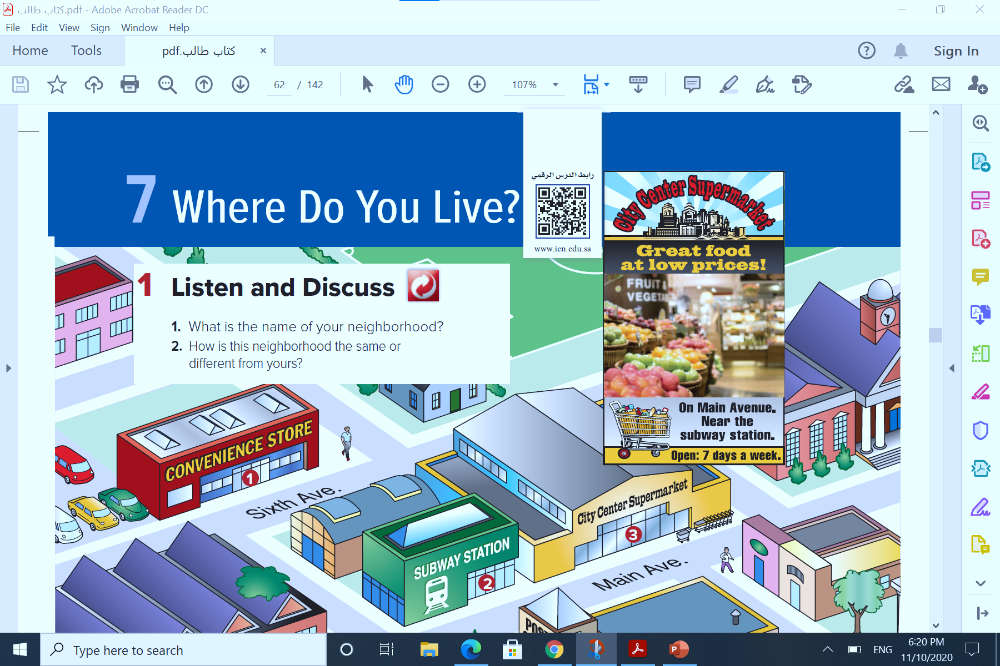 كتاب طالب.pdf - Adobe Acrobat Reader DC
File Edit View Sign Window Help
Home Tools كتاب طالب.pdf × ? Sign In
62 / 142 107%
رابط الدرس الرقمي
www.ien.edu.sa
7 Where Do You Live?
City Center Supermarket
Great food
at low prices!
FRUIT &
On Main Avenue.
Near the
subway station.
Open: 7 days a week.
1 Listen and Discuss
1. What is the name of your neighborhood?
2. How is this neighborhood the same or
different from yours?
CONVENIENCE STORE
1
Sixth Ave.
City Center Supermarket
3
SUBWAY STATION
2
Main Ave.
Type here to search
ENG
6:20 PM
11/10/2020